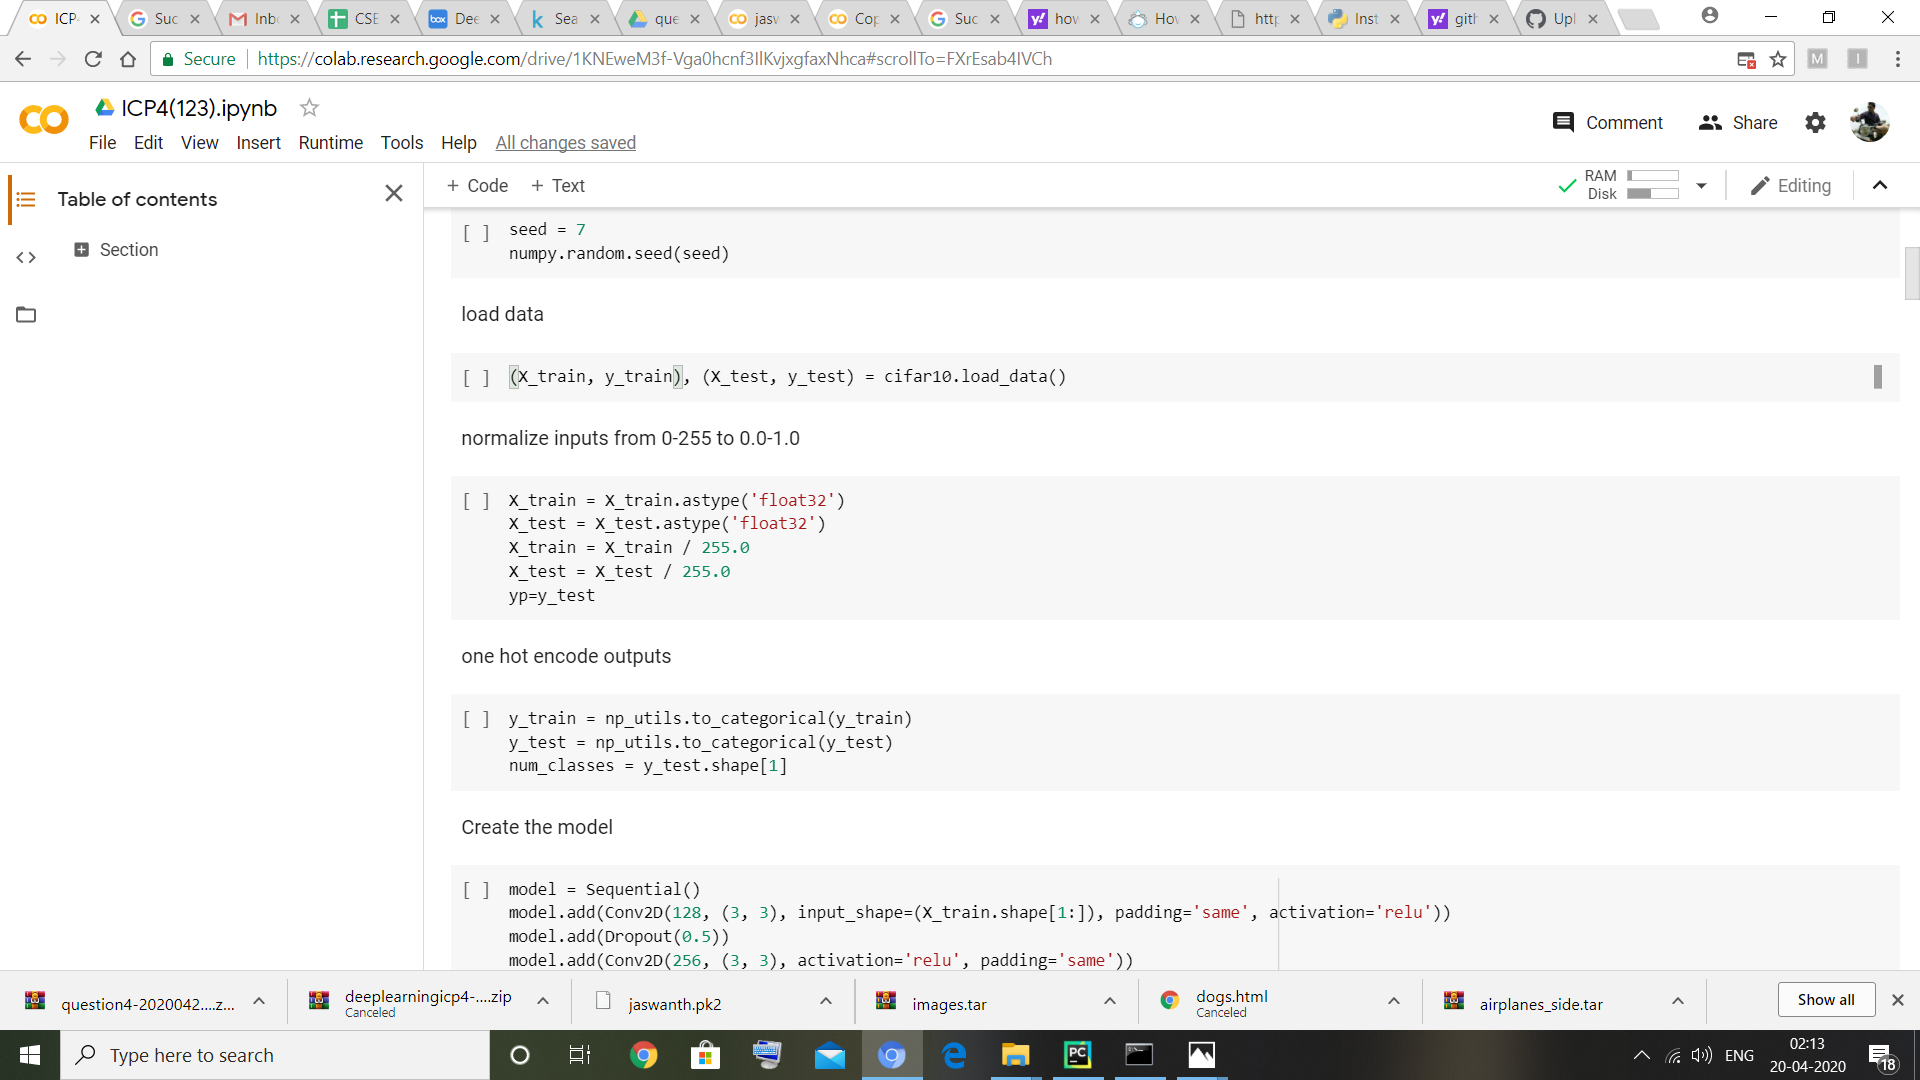 ICP
Suc
Inb
CSE
Dee
Sea
que
jasv
Cop
Suc
how
Hov
http
Inst
gith
Upl
Secure
https://colab.research.google.com/drive/1KNEweM3f-Vga0hcnf3IlKvjxgfaxNhca#scrollTo=FXrEsab4IVCh
ICP4(123).ipynb
Comment
Share
File Edit View Insert Runtime Tools Help All changes saved
Table of contents
Section
+ Code + Text
RAM
Disk
Editing
[ ] seed = 7
numpy.random.seed(seed)
load data
[ ] (X_train, y_train), (X_test, y_test) = cifar10.load_data()
normalize inputs from 0-255 to 0.0-1.0
[ ] X_train = X_train.astype('float32')
X_test = X_test.astype('float32')
X_train = X_train / 255.0
X_test = X_test / 255.0
yp=y_test
one hot encode outputs
[ ] y_train = np_utils.to_categorical(y_train)
y_test = np_utils.to_categorical(y_test)
num_classes = y_test.shape[1]
Create the model
[ ] model = Sequential()
model.add(Conv2D(128, (3, 3), input_shape=(X_train.shape[1:]), padding='same', activation='relu'))
model.add(Dropout(0.5))
model.add(Conv2D(256, (3, 3), activation='relu', padding='same'))
question4-2020042....z...
deeplearningicp4-....zip
Canceled
jaswanth.pk2
images.tar
dogs.html
Canceled
airplanes_side.tar
Show all
Type here to search
ENG
02:13
20-04-2020
18